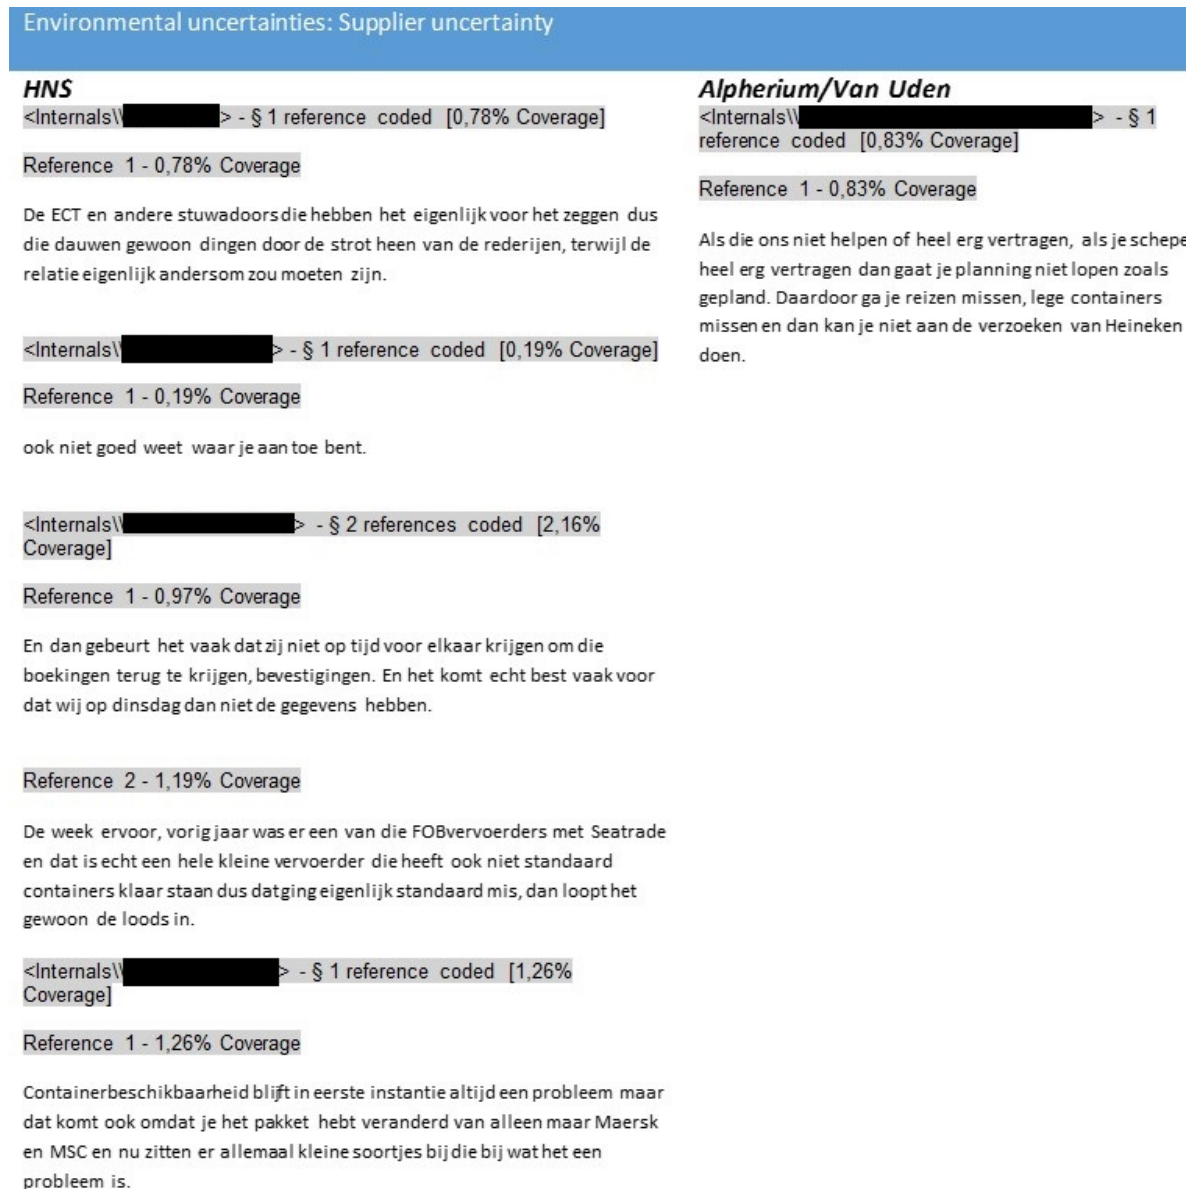 Environmental uncertainties: Supplier uncertainty
HNS
<Internals\\ > - § 1 reference coded [0,78% Coverage]
Reference 1 - 0,78% Coverage
De ECT en andere stuwadoors die hebben het eigenlijk voor het zeggen dus
die dauwen gewoon dingen door de strot heen van de rederijen, terwijl de
relatie eigenlijk andersom zou moeten zijn.
<Internals\\ > - § 1 reference coded [0,19% Coverage]
Reference 1 - 0,19% Coverage
ook niet goed weet waar je aan toe bent.
<Internals\\ > - § 2 references coded [2,16%
Coverage]
Reference 1 - 0,97% Coverage
En dan gebeurt het vaak dat zij niet op tijd voor elkaar krijgen om die
boekingen terug te krijgen, bevestigingen. En het komt echt best vaak voor
dat wij op dinsdag dan niet de gegevens hebben.
Reference 2 - 1,19% Coverage
De week ervoor, vorig jaar was er een van die FOBvervoerders met Seatrade
en dat is echt een hele kleine vervoerder die heeft ook niet standaard
containers klaar staan dus dat ging eigenlijk standaard mis, dan loopt het
gewoon de loods in.
<Internals\\ > - § 1 reference coded [1,26%
Coverage]
Reference 1 - 1,26% Coverage
Containerbeschikbaarheid blijft in eerste instantie altijd een probleem maar
dat komt ook omdat je het pakket hebt veranderd van alleen maar Maersk
en MSC en nu zitten er allemaal kleine soortjes bij die bij wat het een
probleem is.
Alpherium/Van Uden
<Internals\\ > - § 1
reference coded [0,83% Coverage]
Reference 1 - 0,83% Coverage
Als die ons niet helpen of heel erg vertragen, als je schepe
heel erg vertragen dan gaat je planning niet lopen zoals
gepland. Daardoor ga je reizen missen, lege containers
missen en dan kan je niet aan de verzoeken van Heineken
doen.